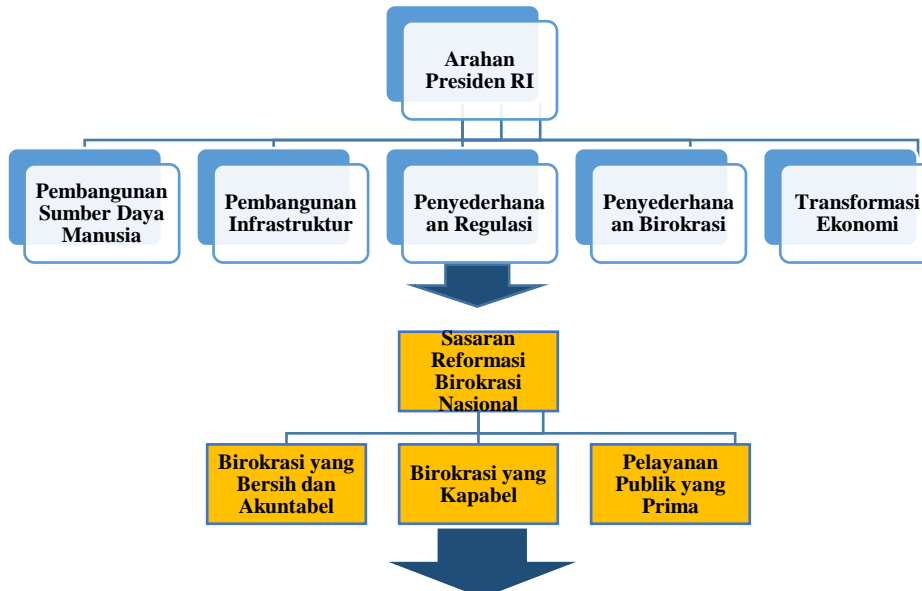 Arahan
Presiden RI
Pembangunan
Sumber Daya
Manusia
Pembangunan
Infrastruktur
Penyederhana
an Regulasi
Penyederhana
an Birokrasi
Transformasi
Ekonomi
Sasaran
Reformasi
Birokrasi
Nasional
Birokrasi yang
Bersih dan
Akuntabel
Birokrasi yang
Kapabel
Pelayanan
Publik yang
Prima